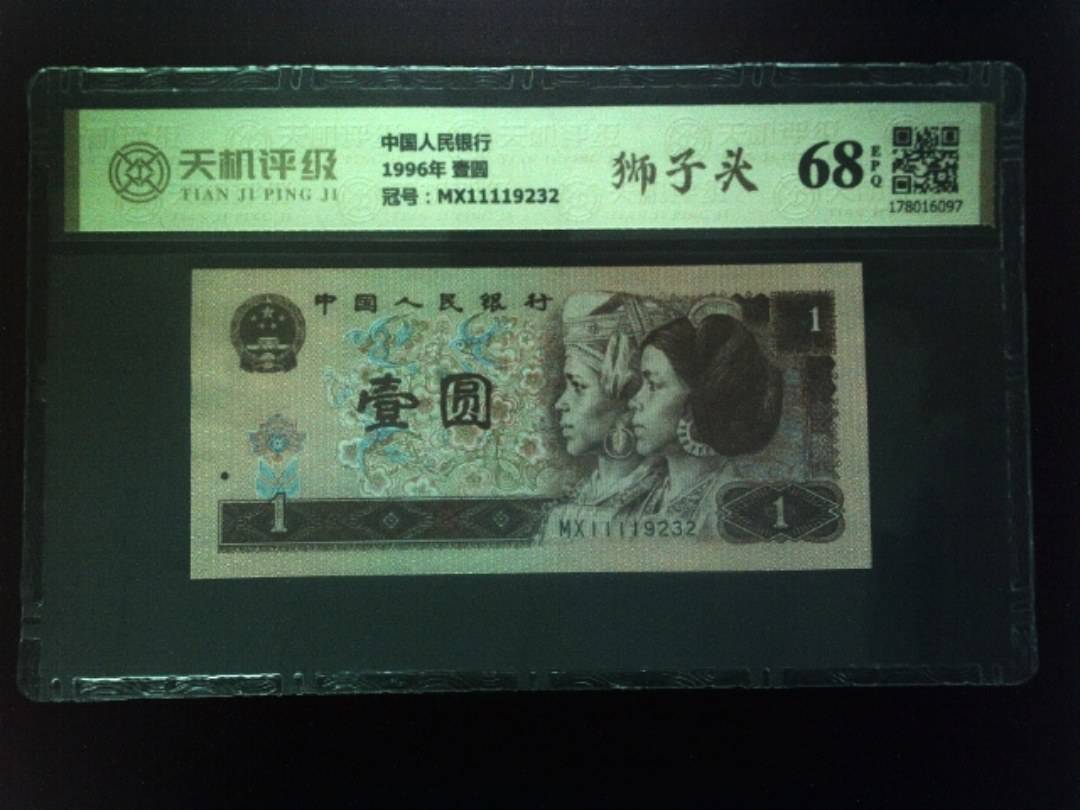 天机评级
TIAN JI PING JI
中国人民银行
1996年 壹圆
冠号：MX11119232
狮子头
68
EPQ
178016097
中国人民银行
1
壹圆
1
MX11119232
1